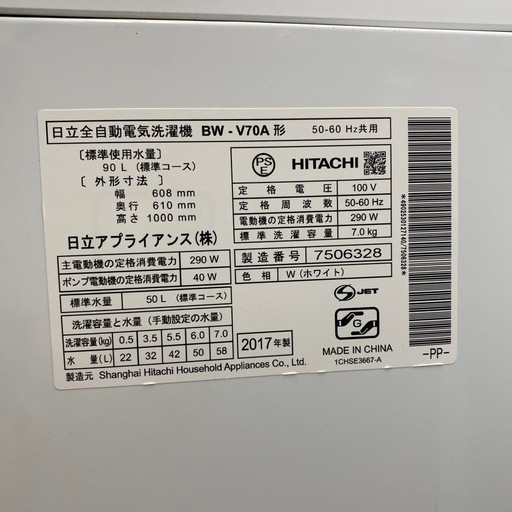 日立全自動電気洗濯機 BW - V70A 形 50-60 Hz共用
〔標準使用水量〕
90 L（標準コース）
〔 外 形 寸 法 〕
幅 608 mm
奥行 610 mm
高さ 1000 mm
日立アプライアンス(株)
主電動機の定格消費電力 290 W
ポンプ電動機の定格消費電力 40 W
標準水量 50 L（標準コース）
洗濯容量と水量（手動設定の水量）
洗濯容量(kg) 0.5 3.5 5.5 6.0 7.0
水 量(L) 22 32 42 50 58
製造元 Shanghai Hitachi Household Appliances Co., Ltd.
PS
E
HITACHI
定格電圧 100 V
定格周波数 50-60 Hz
電動機の定格消費電力 290 W
標準洗濯容量 7.0kg
製造番号 7506328
色相 W（ホワイト）
S JET
G
2017年製
MADE IN CHINA
1CHSE3667-A
*4902530127140/7506328*
-PP-